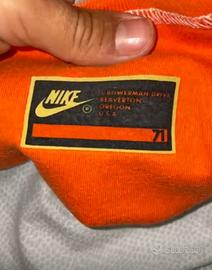 NIKE
1 BOWERMAN DRIVE
BEAVERTON
OREGON
U.S.A
71